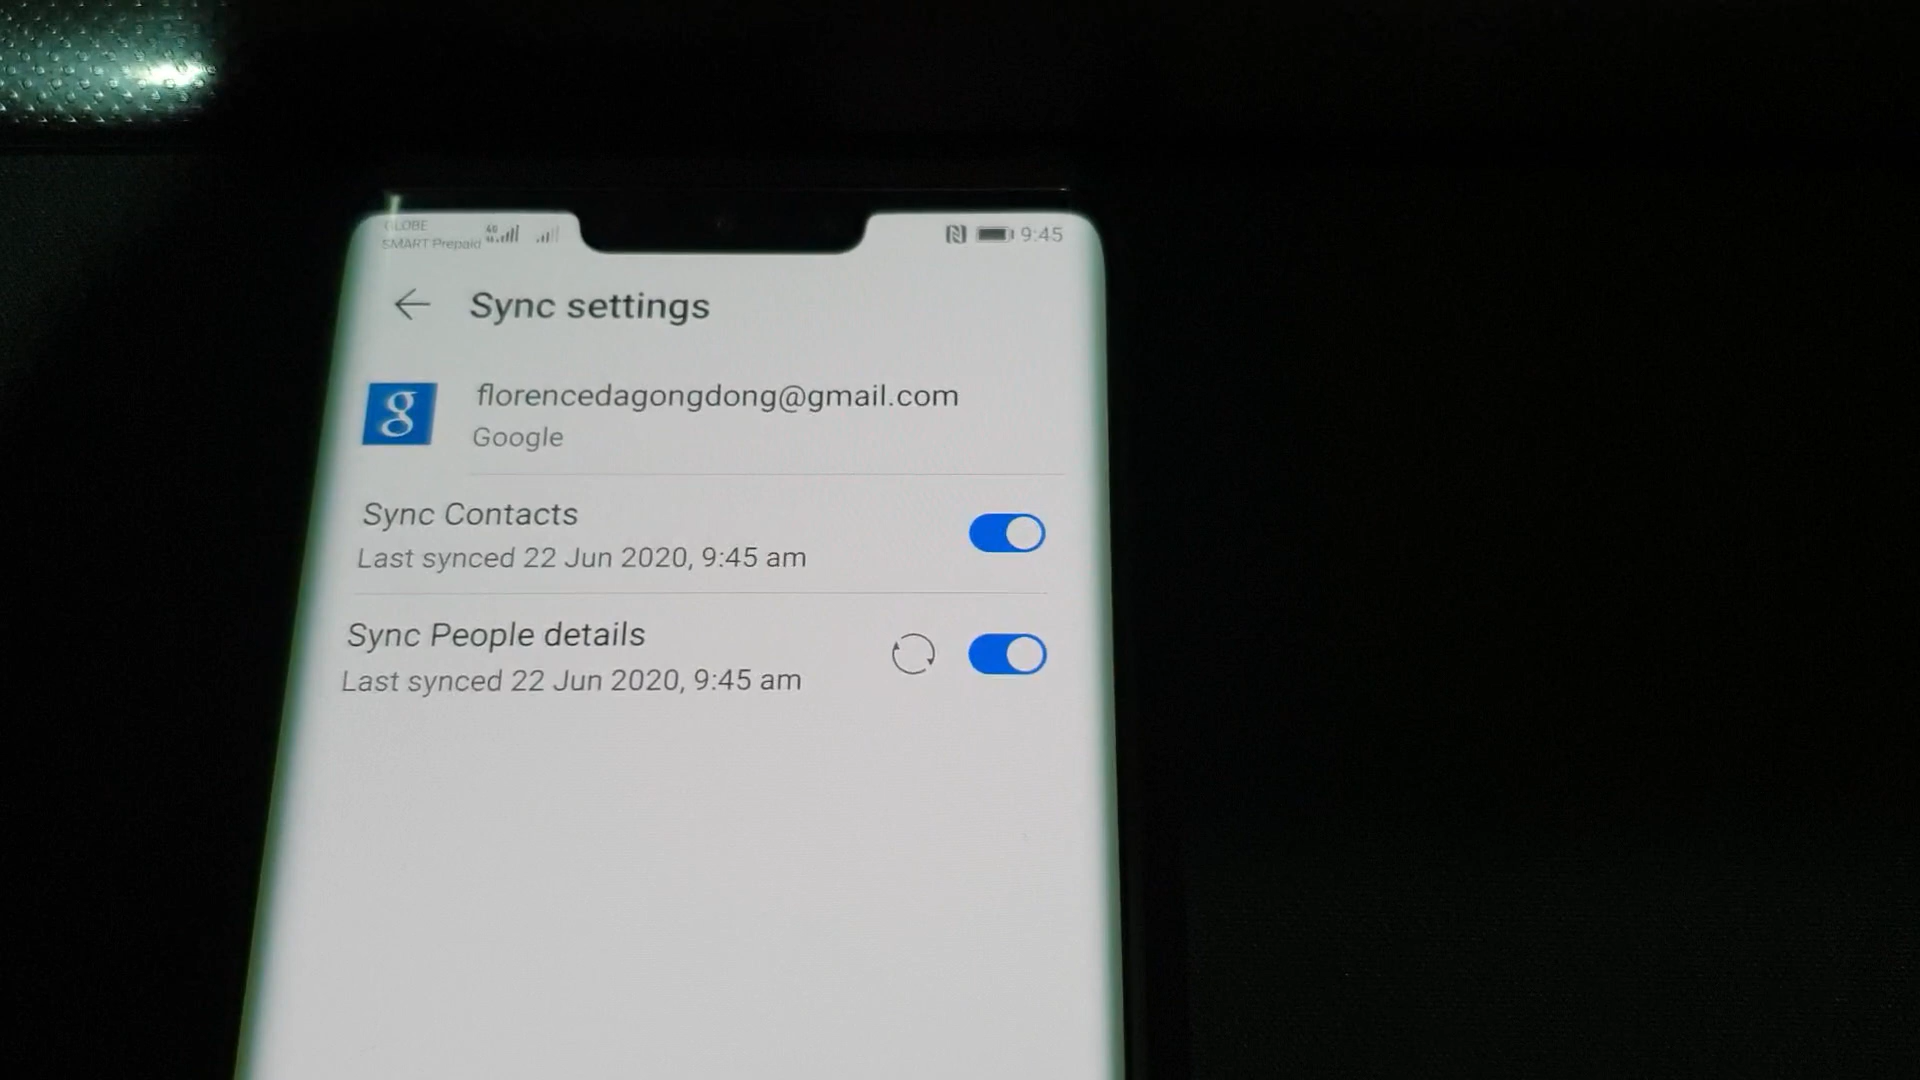 GLOBE
SMART Prepaid
4G
9:45
Sync settings
g
florencedagongdong@gmail.com
Google
Sync Contacts
Last synced 22 Jun 2020, 9:45 am
Sync People details
Last synced 22 Jun 2020, 9:45 am